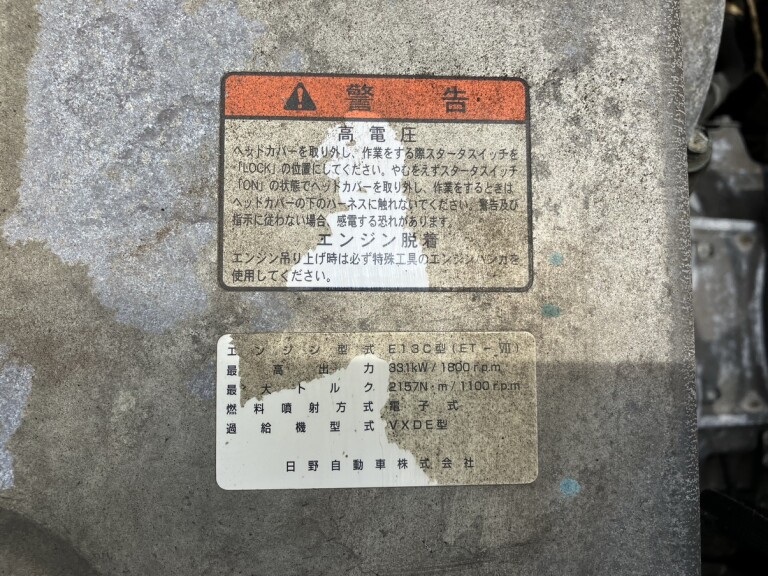 警告
高電圧
ヘッドカバーを取り外し、作業をする際スタータスイッチを
「LOCK」の位置にしてください。やむをえずスタータスイッチ
「ON」の状態でヘッドカバーを取り外し、作業をするときは
ヘッドカバーの下のハーネスに触れないでください。警告及び
指示に従わない場合、感電する恐れがあります。
エンジン脱着
エンジン吊り上げ時は必ず特殊工具のエンジンハンガを
使用してください。
エンジン型式 E13C型(ET-Ⅶ)
最高出力 331kW/1800r.p.m
最大トルク 2157N・m/1100r.p.m
燃料噴射方式 電子式
過給機型式 VXDE型
日野自動車株式会社